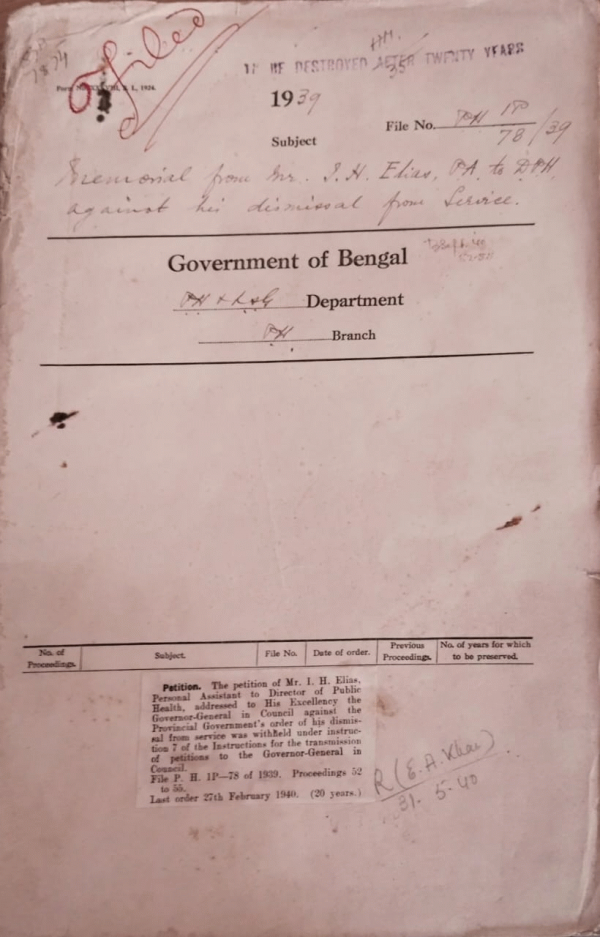 filed
TO BE DESTROYED AFTER TWENTY YEARS
35
1939
File No. PH 1P
78/39
Subject
Memorial from Mr. I. H. Elias, PA. to DPH,
against his dismissal from Service.
Government of Bengal
PH & LSG Department
PH Branch
No. of Proceedings. Subject. File No. Date of order. Previous Proceedings. No. of years for which to be preserved.
Petition. The petition of Mr. I. H. Elias,
Personal Assistant to Director of Public
Health, addressed to His Excellency the
Governor-General in Council against the
Provincial Government's order of his dismis-
sal from service was withheld under instruc-
tion 7 of the Instructions for the transmission
of petitions to the Governor-General in
Council.
File P. H. 1P—78 of 1939. Proceedings 52
to 55.
Last order 27th February 1940. (20 years.)
R (E. A. Khan)
31. 5. 40